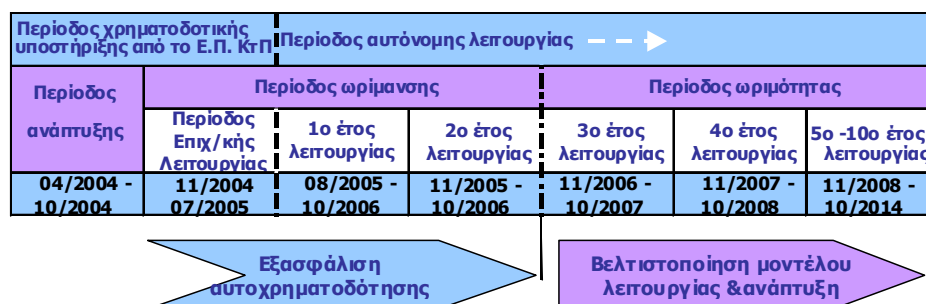 Περίοδος χρηματοδοτικής
υποστήριξης από το Ε.Π. ΚτΠ
Περίοδος αυτόνομης λειτουργίας
Περίοδος
ανάπτυξης
Περίοδος ωρίμανσης
Περίοδος ωριμότητας
Περίοδος
Επιχ/κής
Λειτουργίας
1ο έτος
λειτουργίας
2ο έτος
λειτουργίας
3ο έτος
λειτουργίας
4ο έτος
λειτουργίας
5ο -10ο έτος
λειτουργίας
04/2004 -
10/2004
11/2004
07/2005
08/2005 -
10/2006
11/2005 -
10/2006
11/2006 -
10/2007
11/2007 -
10/2008
11/2008 -
10/2014
Εξασφάλιση
αυτοχρηματοδότησης
Βελτιστοποίηση μοντέλου
λειτουργίας &ανάπτυξη